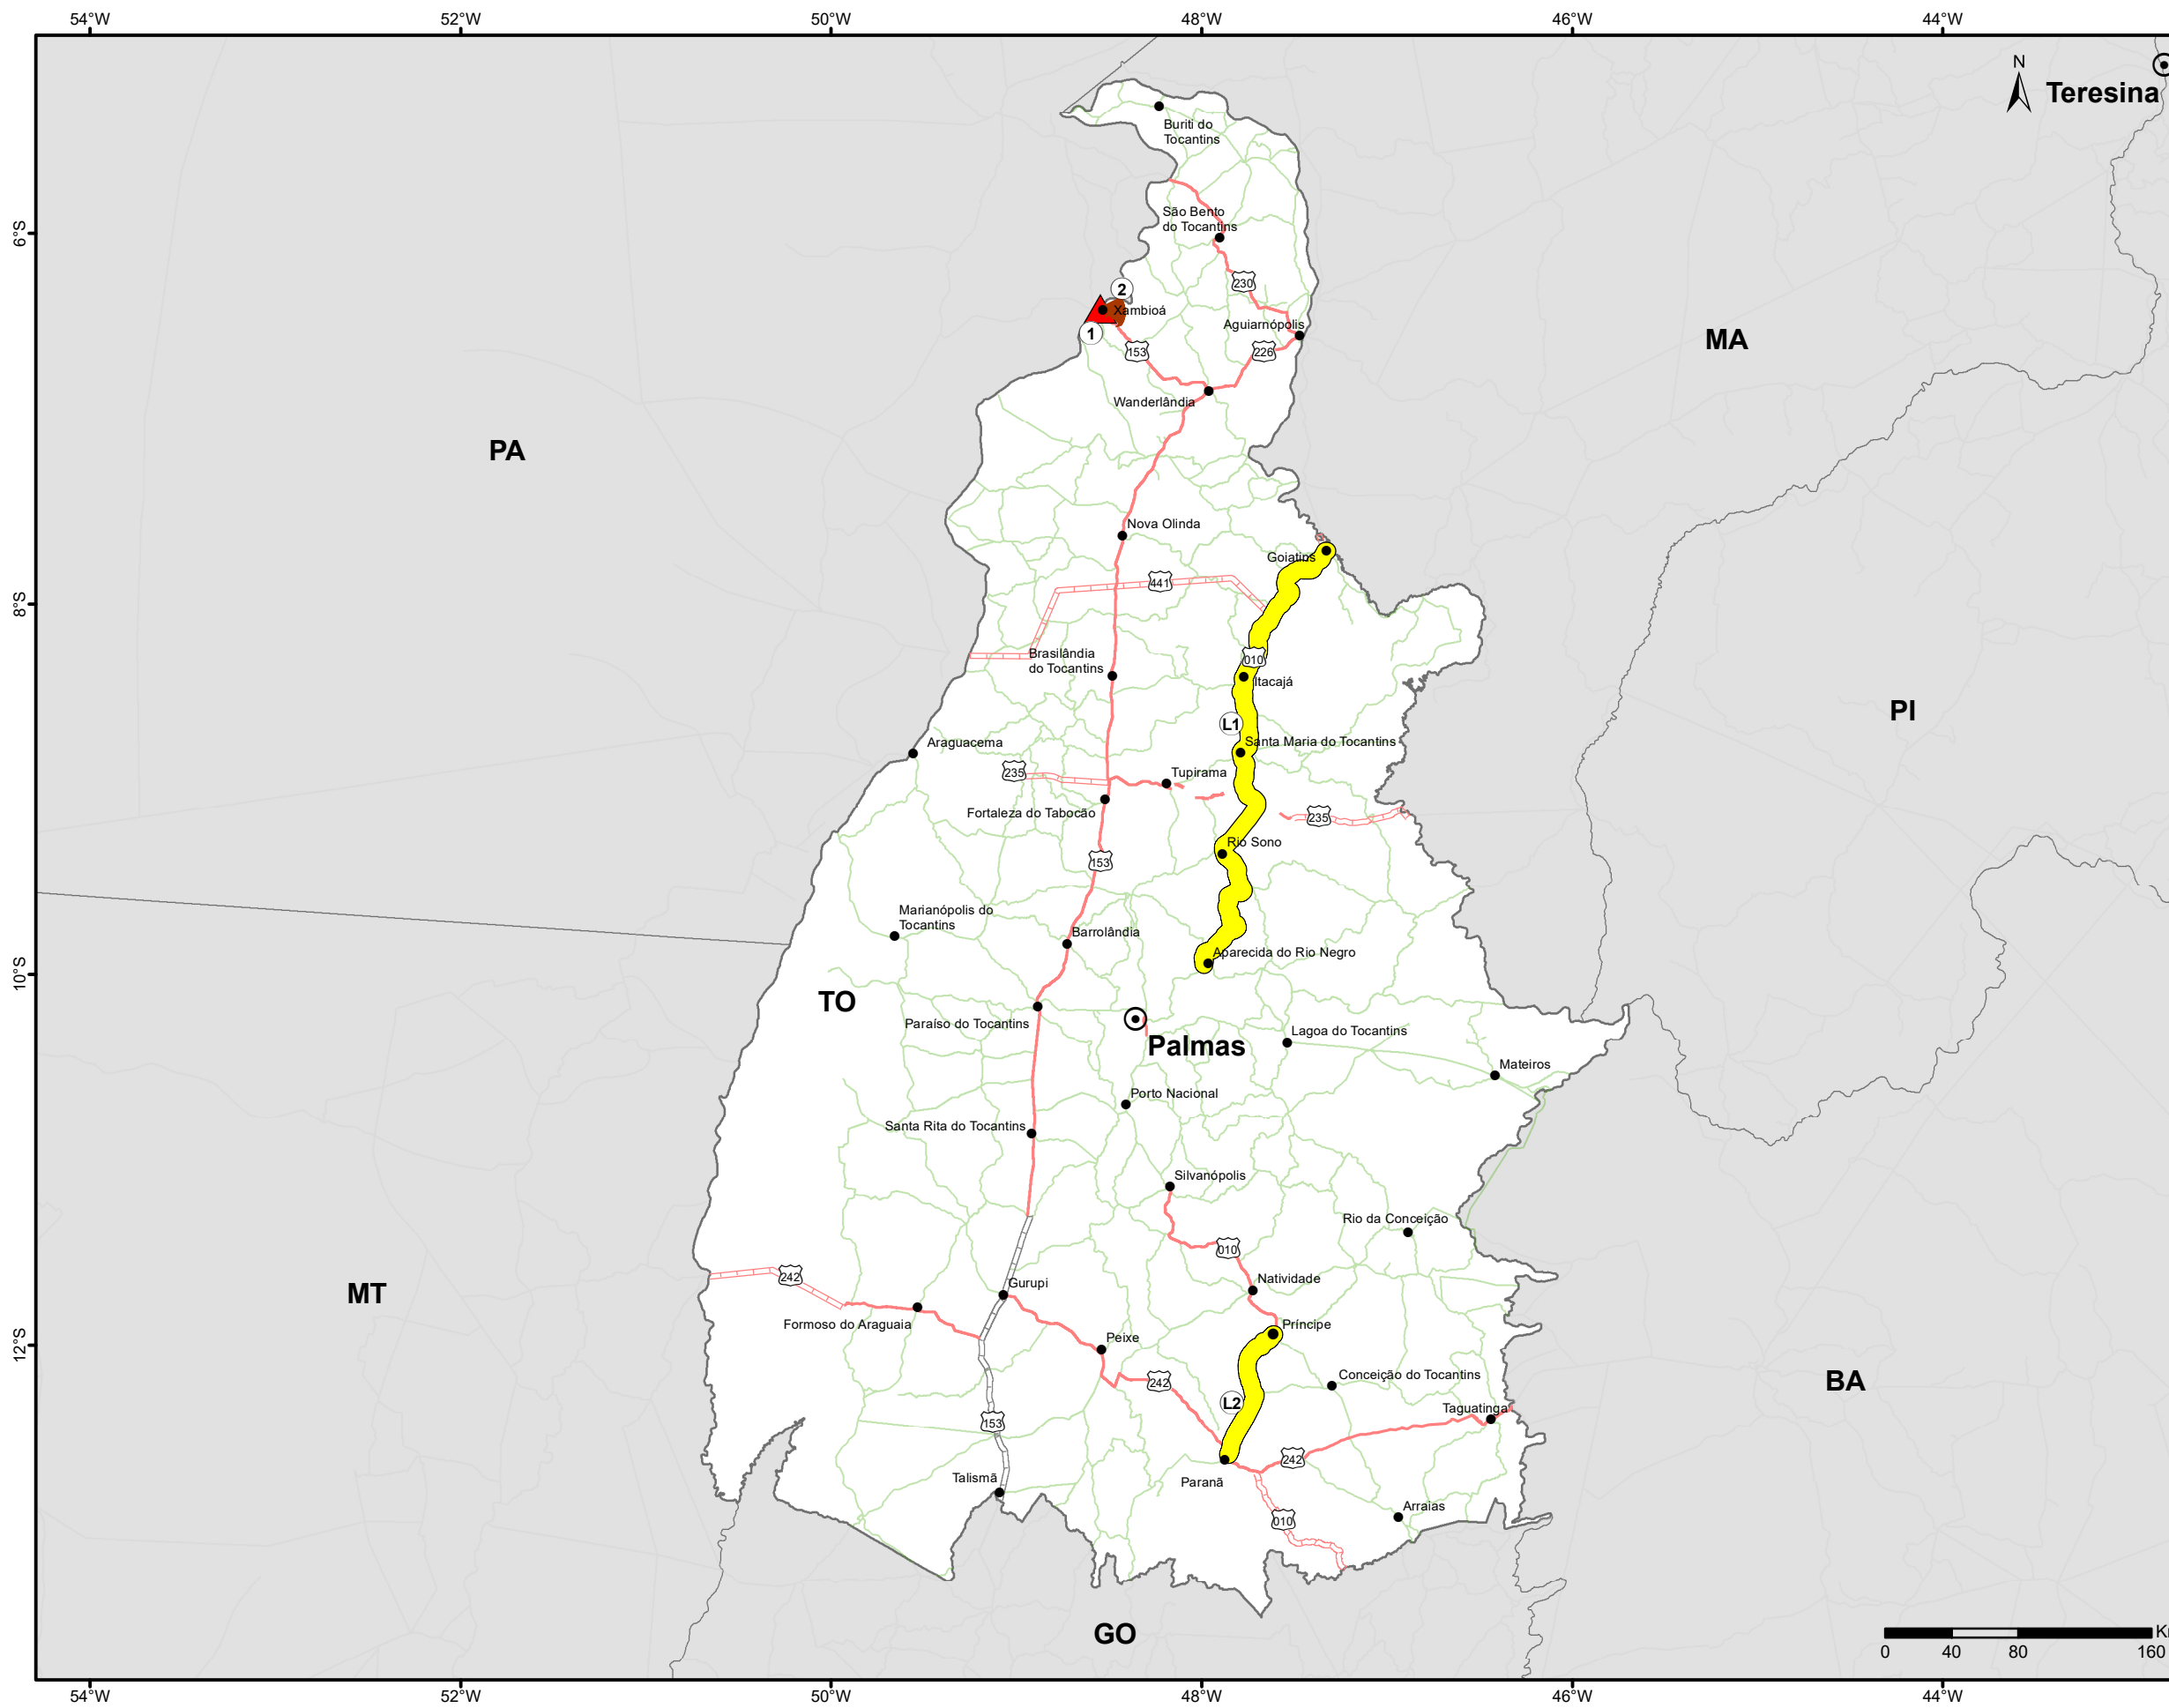 54°W
52°W
50°W
48°W
46°W
44°W
N
Teresina
Buriti do
Tocantins
São Bento
do Tocantins
6°S
230
2
Xambioá
1
Aguiarnópolis
153
226
MA
Wanderlândia
PA
Nova Olinda
Goiatins
441
8°S
Brasilândia
do Tocantins
010
Itacajá
L1
PI
Araguacema
Santa Maria do Tocantins
235
Tupirama
Fortaleza do Tabocão
235
Rio Sono
153
Marianópolis do
Tocantins
Barrolândia
Aparecida do Rio Negro
10°S
TO
Paraíso do Tocantins
Lagoa do Tocantins
Palmas
Mateiros
Porto Nacional
Santa Rita do Tocantins
Silvanópolis
Rio da Conceição
010
242
Gurupi
Natividade
MT
Formoso do Araguaia
Príncipe
12°S
Peixe
242
Conceição do Tocantins
BA
L2
Taguatinga
153
242
Talismã
Paranã
Arraias
010
GO
0
40
80
160
54°W
52°W
50°W
48°W
46°W
44°W